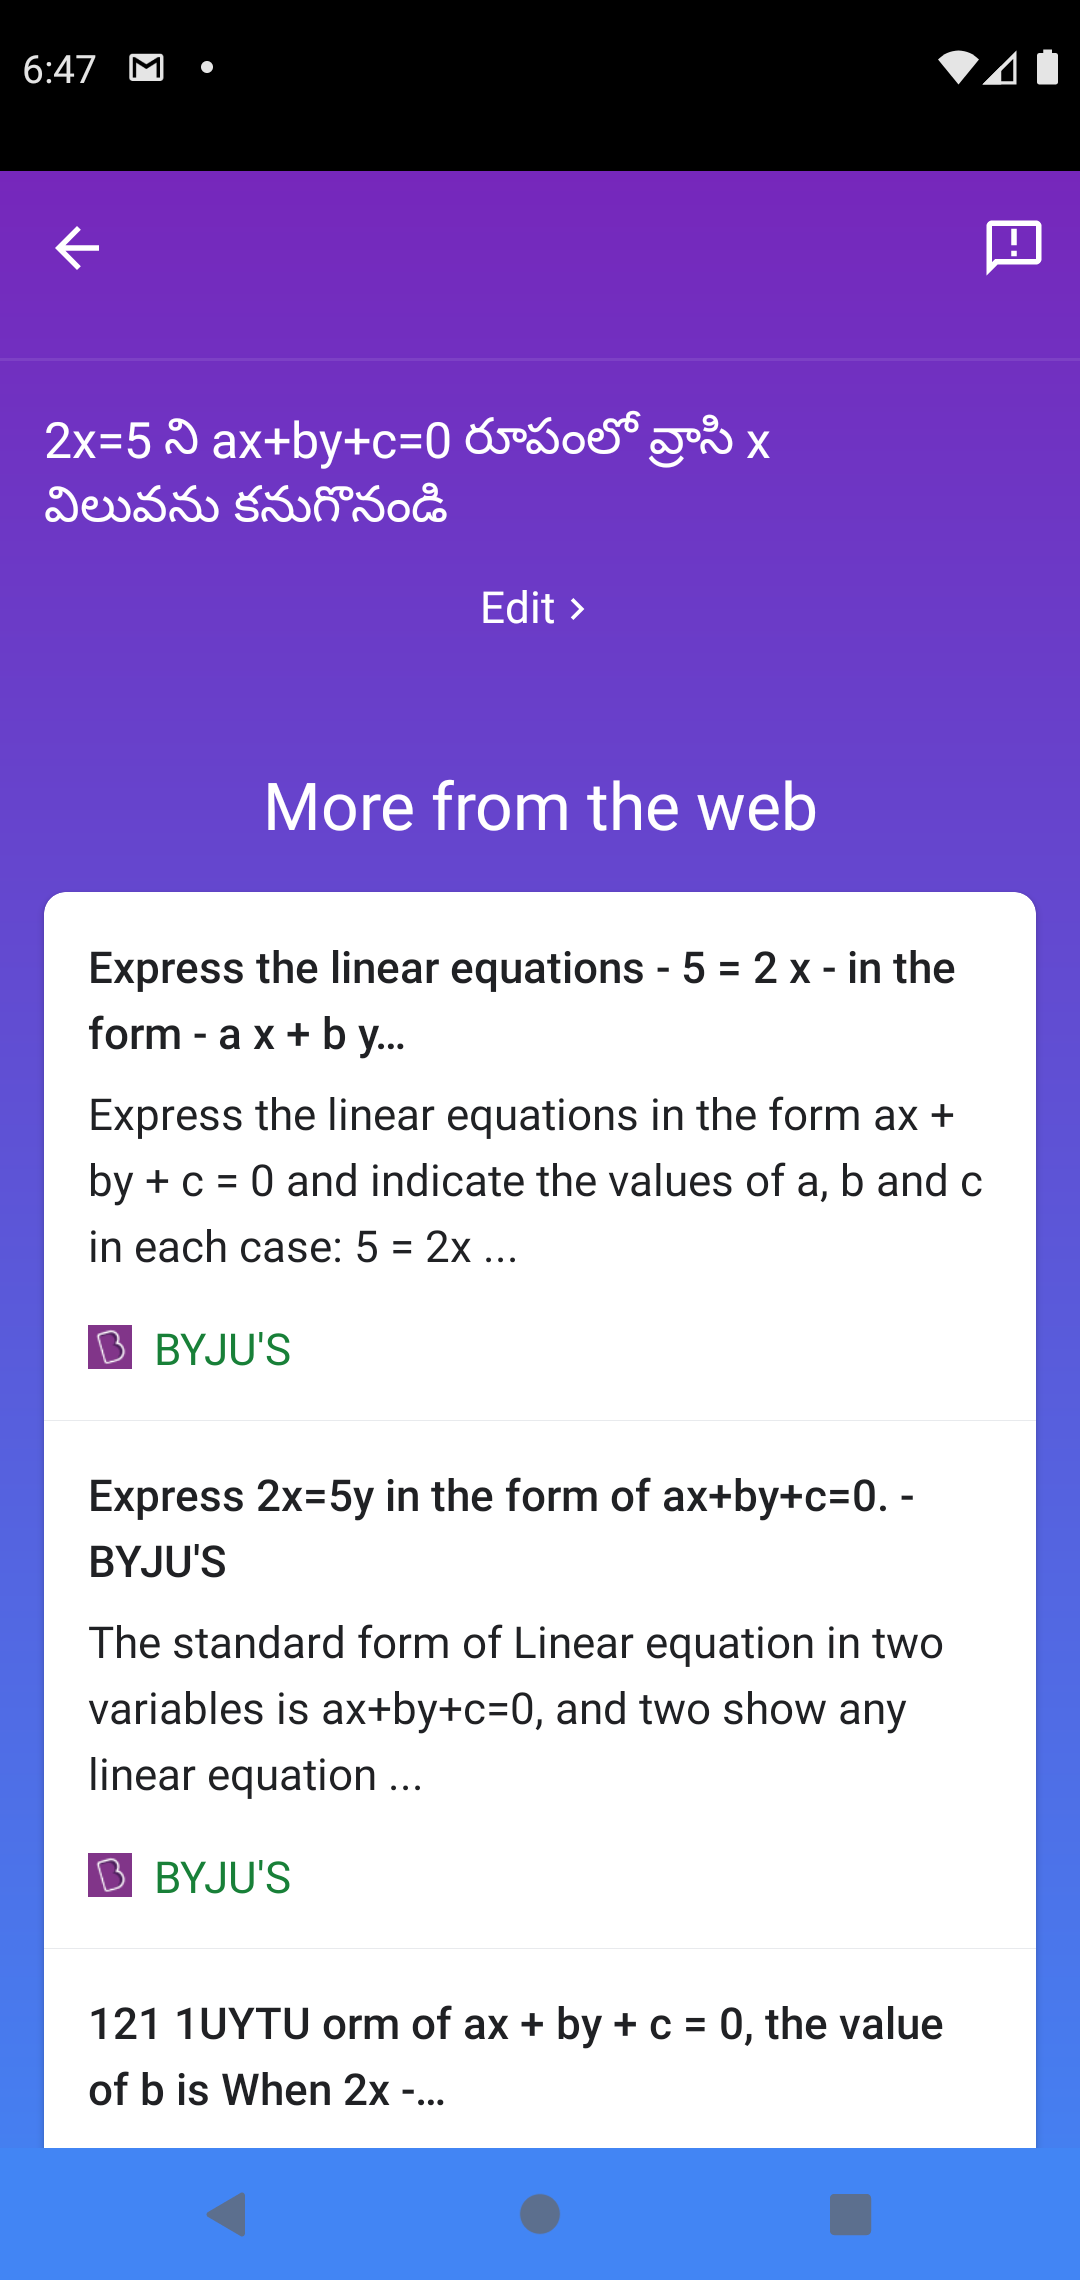 6:47
2x=5 ని ax+by+c=0 రూపంలో వ్రాసి x
విలువను కనుగొనండి
Edit
More from the web
Express the linear equations - 5 = 2 x - in the
form - a x + b y...
Express the linear equations in the form ax +
by + c = 0 and indicate the values of a, b and c
in each case: 5 = 2x ...
BYJU'S
Express 2x=5y in the form of ax+by+c=0. -
BYJU'S
The standard form of Linear equation in two
variables is ax+by+c=0, and two show any
linear equation ...
BYJU'S
121 1UYTU orm of ax + by + c = 0, the value
of b is When 2x -...